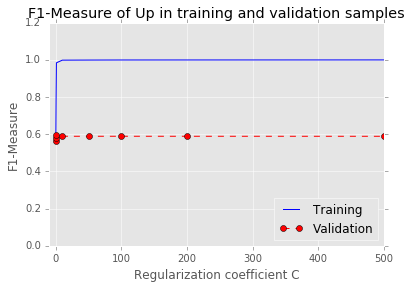 F1-Measure of Up in training and validation samples
1.2
1.0
0.8
0.6
0.4
0.2
0.0
F1-Measure
0
100
200
300
400
500
Regularization coefficient C
Training
Validation